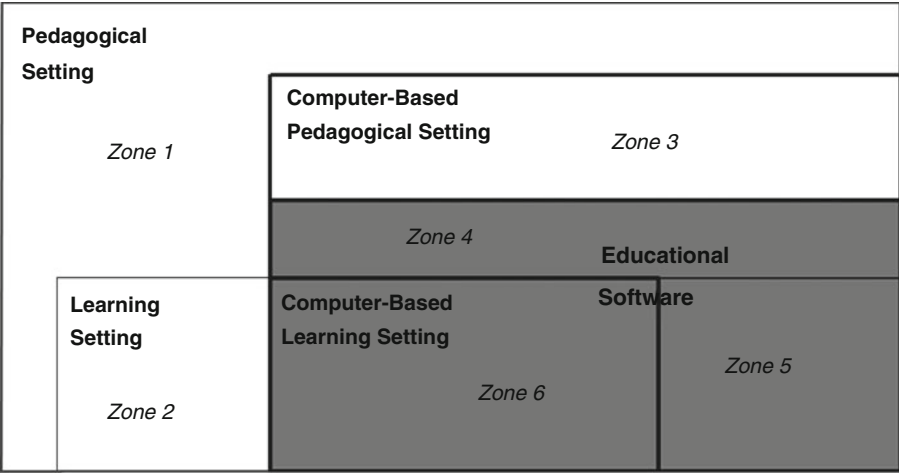 Pedagogical
Setting
Computer-Based
Pedagogical Setting
Zone 3
Zone 1
Zone 4
Educational
Software
Learning
Setting
Computer-Based
Learning Setting
Zone 5
Zone 6
Zone 2